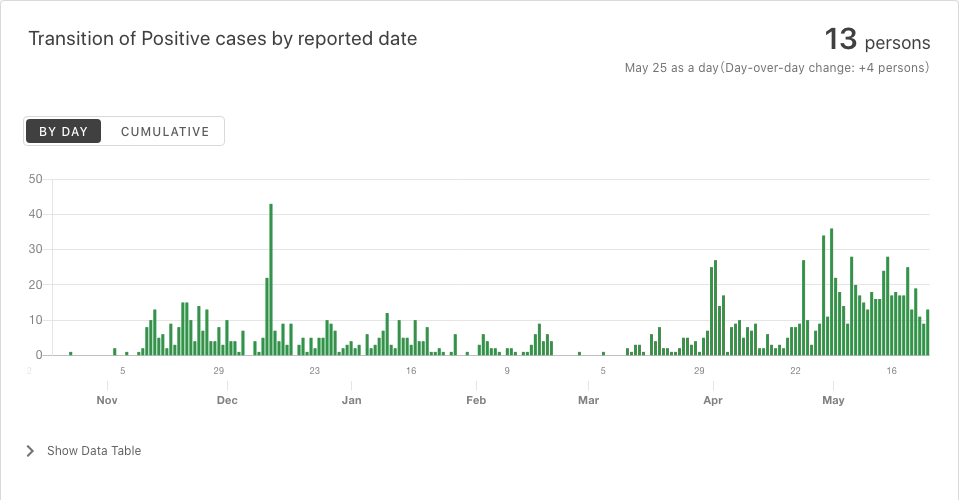 Transition of Positive cases by reported date
13 persons
May 25 as a day(Day-over-day change: +4 persons)
BY DAY
CUMULATIVE
50
40
30
20
10
0
2 5 29 23 16 9 5 29 22 16
Nov Dec Jan Feb Mar Apr May
Show Data Table